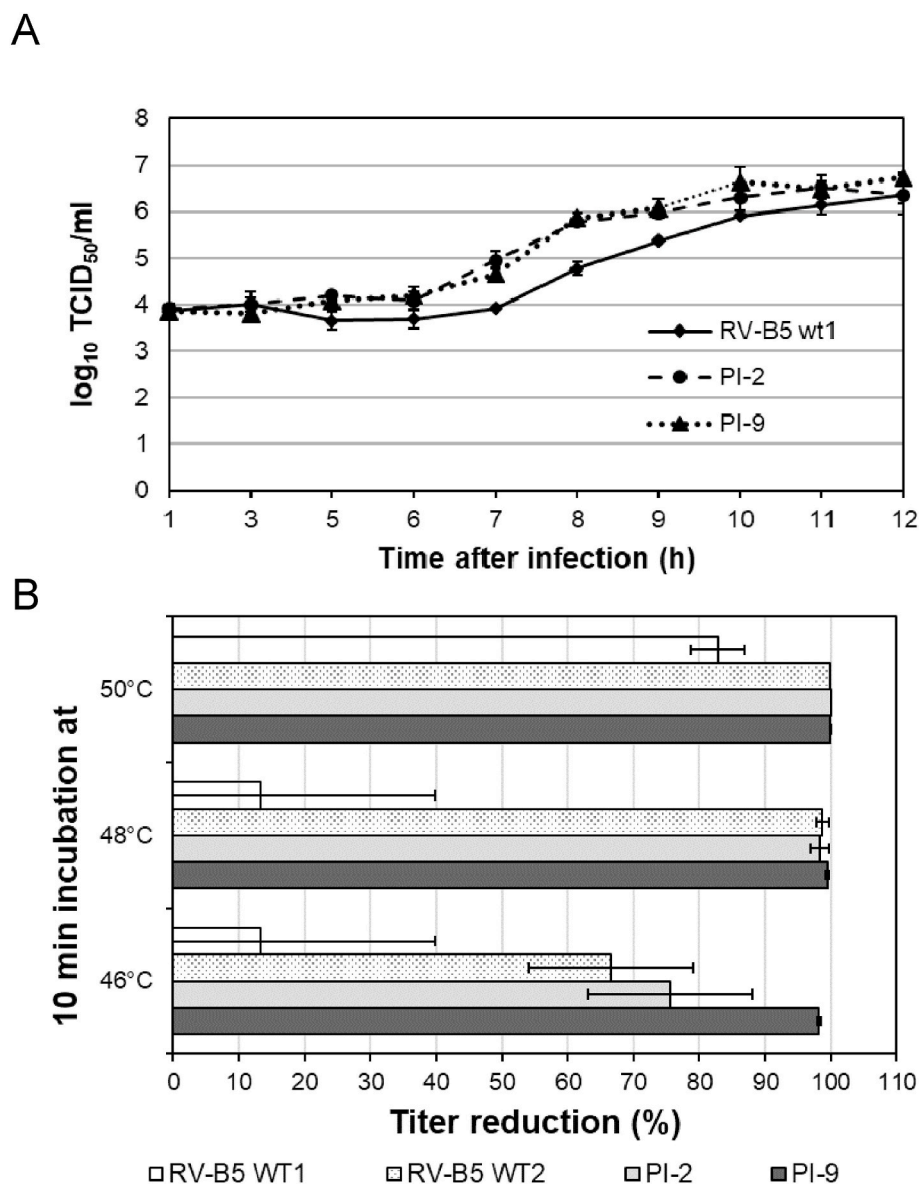 A
8
7
6
5
4
3
2
1
0
log₁₀ TCID₅₀/ml
RV-B5 wt1
PI-2
PI-9
1 3 5 6 7 8 9 10 11 12
Time after infection (h)
B
10 min incubation at
50°C
48°C
46°C
0 10 20 30 40 50 60 70 80 90 100 110
Titer reduction (%)
RV-B5 WT1 RV-B5 WT2 PI-2 PI-9